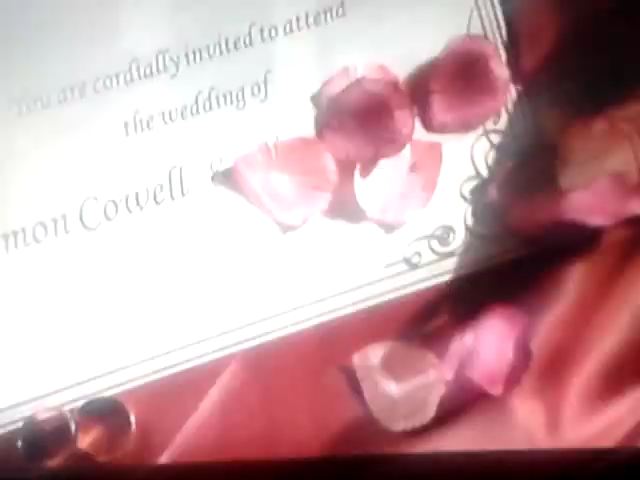 You are cordially invited to attend
the wedding of
mon Cowell